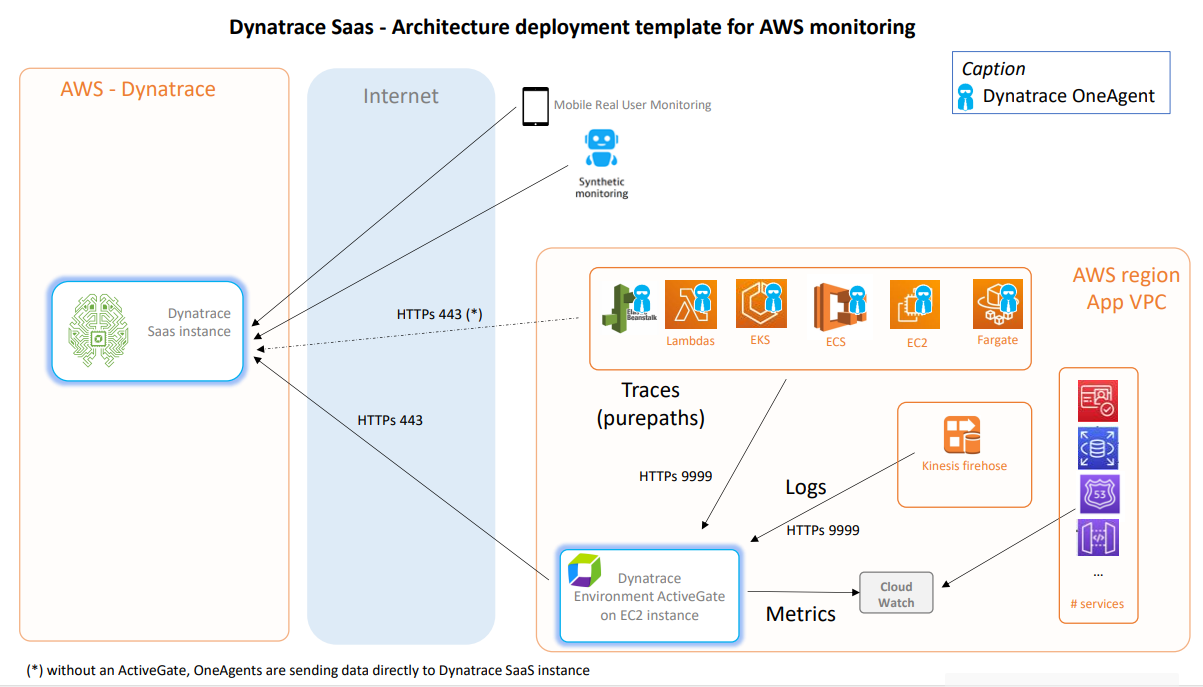 Dynatrace Saas - Architecture deployment template for AWS monitoring
Caption
Dynatrace OneAgent
AWS - Dynatrace
Internet
Mobile Real User Monitoring
Synthetic
monitoring
Dynatrace
Saas instance
HTTPs 443 (*)
HTTPs 443
AWS region
App VPC
Beanstalk
Lambdas
EKS
ECS
EC2
Fargate
Traces
(purepaths)
HTTPs 9999
Kinesis firehose
Logs
HTTPs 9999
53
...
# services
Dynatrace
Environment ActiveGate
on EC2 instance
Metrics
Cloud
Watch
(*) without an ActiveGate, OneAgents are sending data directly to Dynatrace SaaS instance